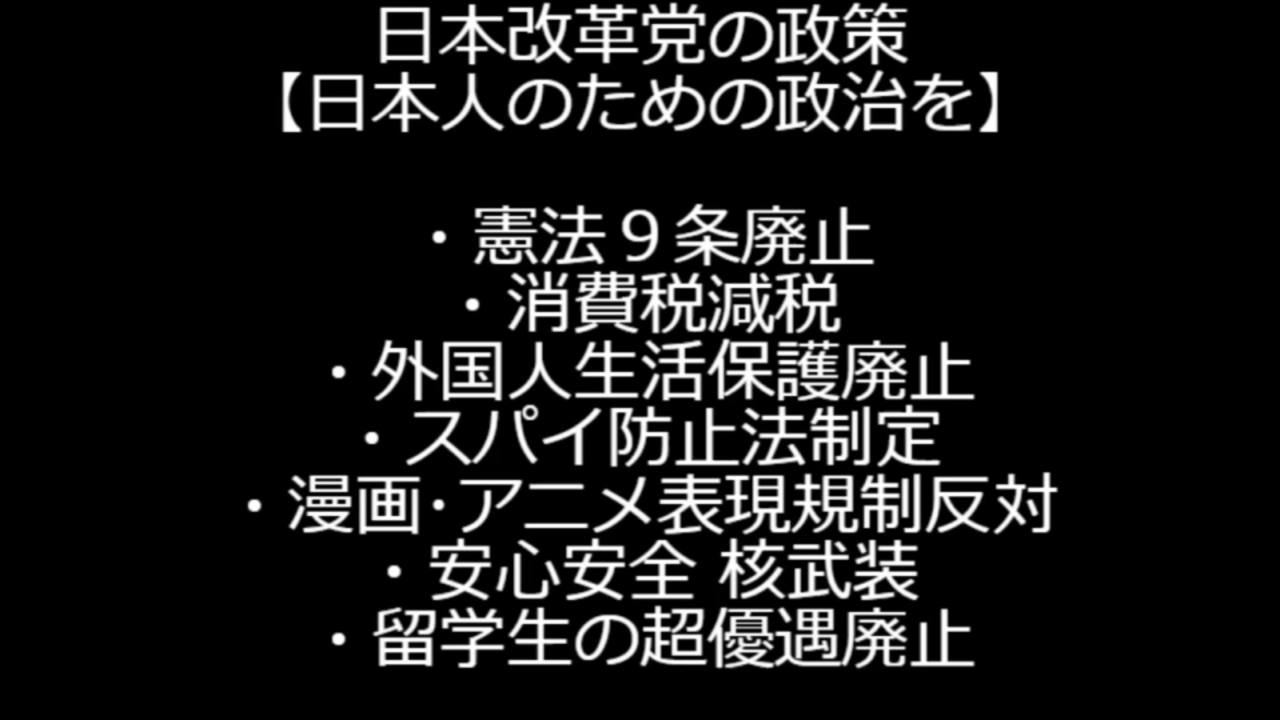 日本改革党の政策
【日本人のための政治を】
・憲法９条廃止
・消費税減税
・外国人生活保護廃止
・スパイ防止法制定
・漫画･アニメ表現規制反対
・安心安全 核武装
・留学生の超優遇廃止